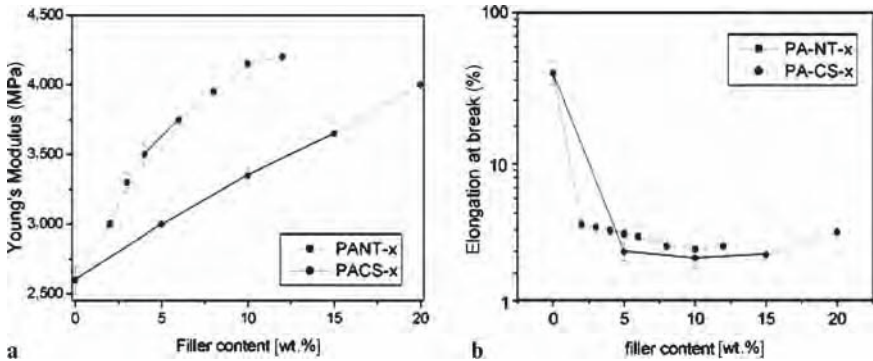 4,500
4.000
3,500
3.000
2,500
0
5
10
15
20
Young's Modulus (MPa)
PANT-x
PACS-x
Filler content [wt.%]
a
100
10
1
0
5
10
15
20
Elongation at break (%)
PA-NT-x
PA-CS-x
filler content [wt.%]
b